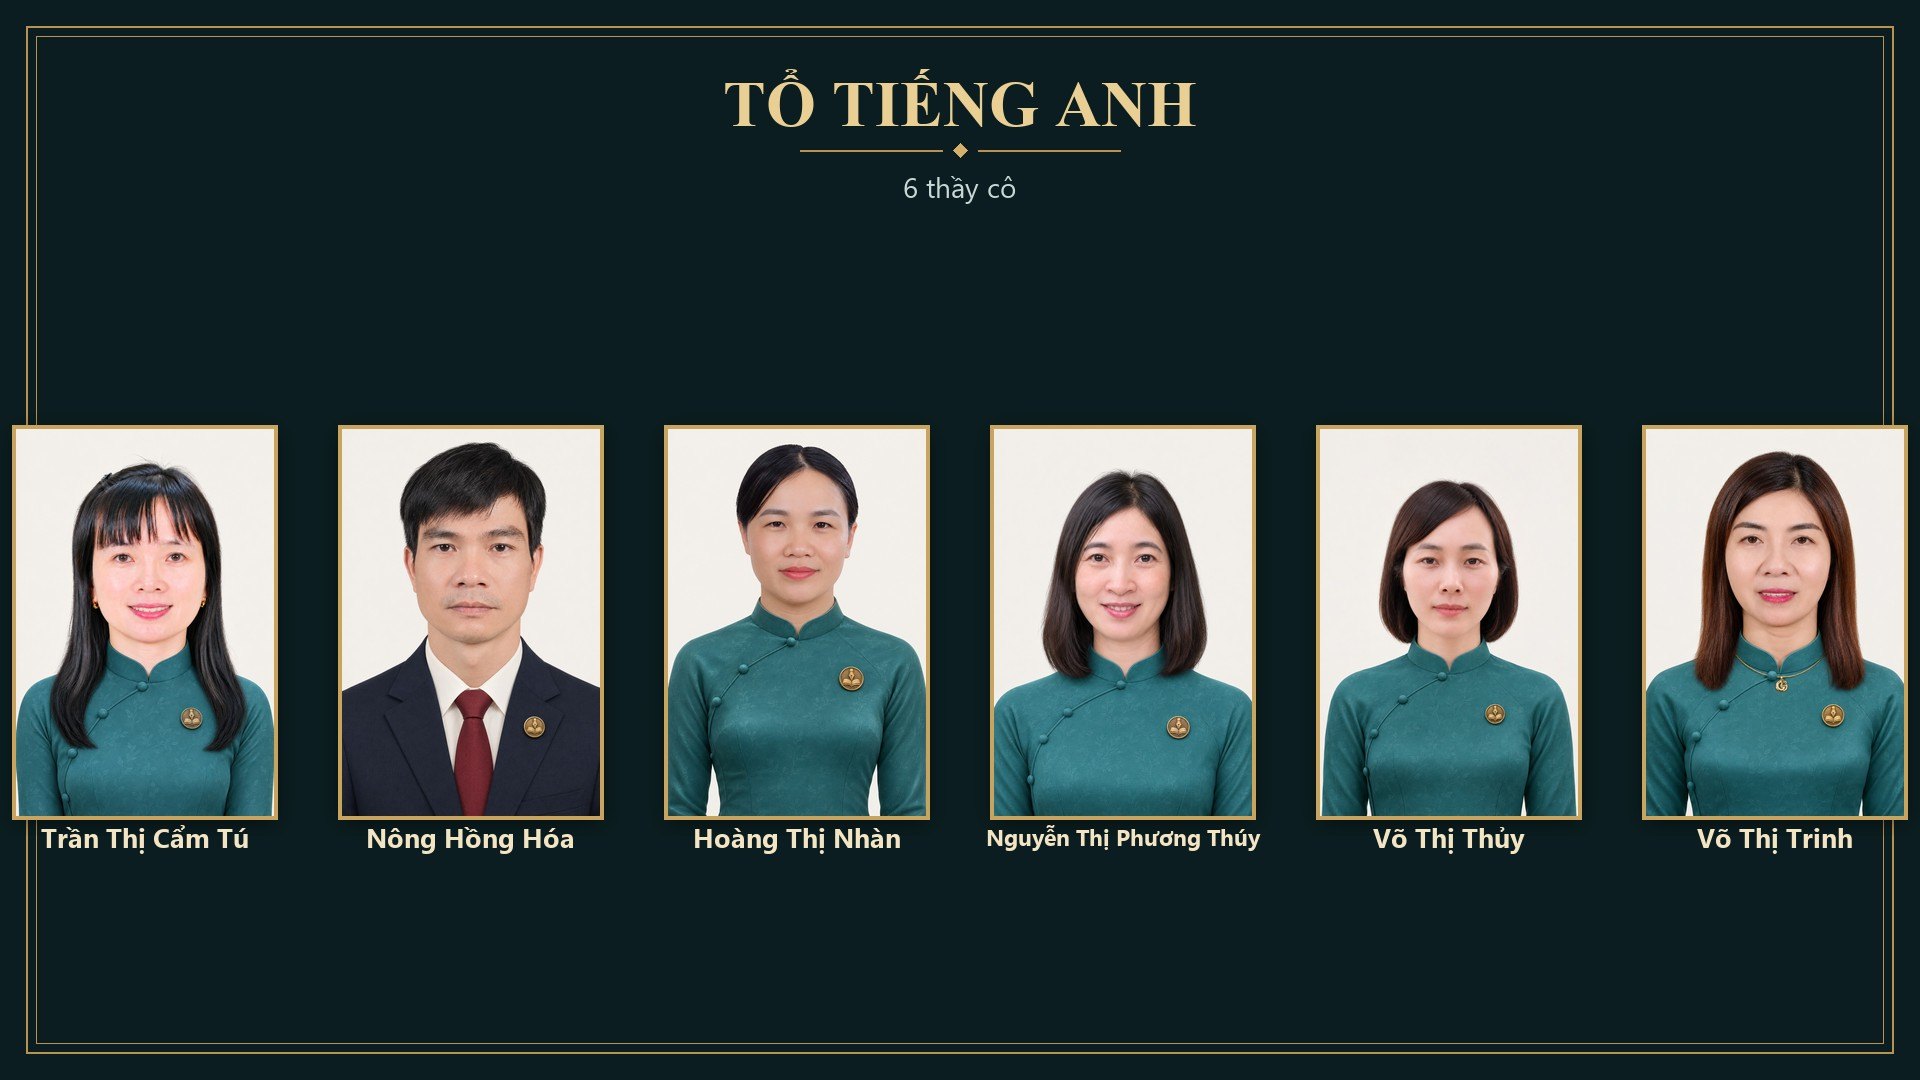 TỔ TIẾNG ANH
6 thầy cô
Trần Thị Cẩm Tú
Nông Hồng Hóa
Hoàng Thị Nhàn
Nguyễn Thị Phương Thúy
Võ Thị Thủy
Võ Thị Trinh